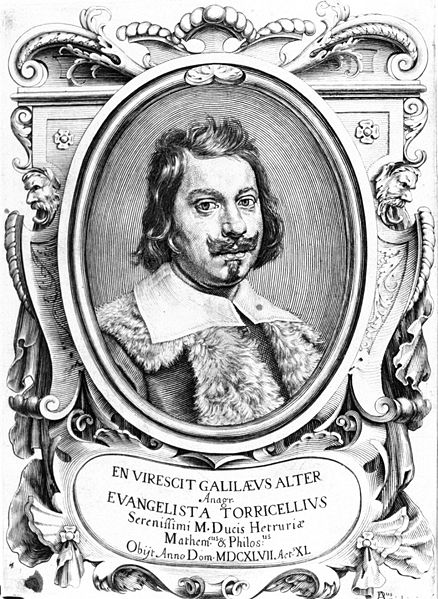 EN VIRESCIT GALILÆVS ALTER
Anagr.
EVANGELISTA TORRICELLIVS
Serenissimi M. Ducis Hetruriæ
Mathem.us & Philos.us
Obijt Anno Dom. MDCXLVII. Aet. XL